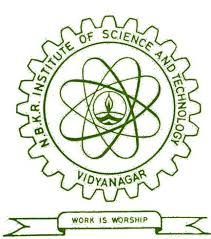 N.B.K.R. INSTITUTE OF SCIENCE AND TECHNOLOGY
VIDYANAGAR
WORK IS WORSHIP